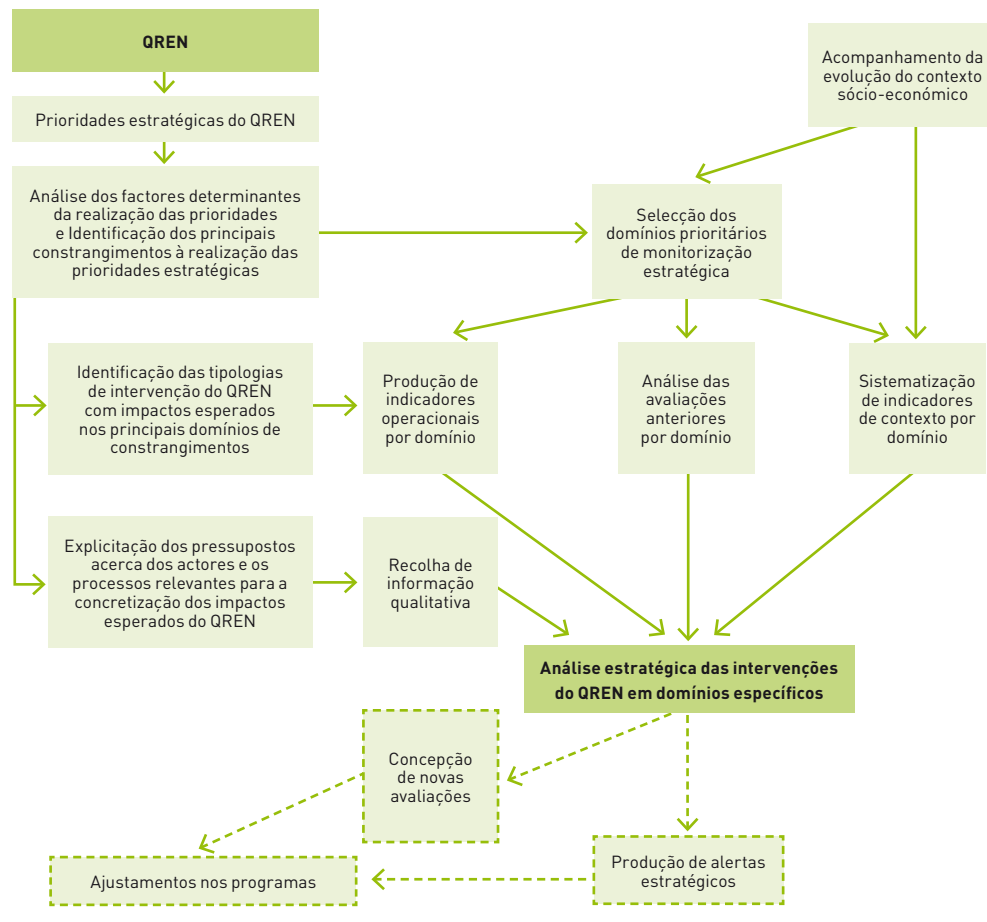 QREN
Acompanhamento da
evolução do contexto
sócio-económico
Prioridades estratégicas do QREN
Análise dos factores determinantes
da realização das prioridades
e Identificação dos principais
constrangimentos à realização das
prioridades estratégicas
Selecção dos
domínios prioritários
de monitorização
estratégica
Identificação das tipologias
de intervenção do QREN
com impactos esperados
nos principais domínios de
constrangimentos
Produção de
indicadores
operacionais
por domínio
Análise das
avaliações
anteriores
por domínio
Sistematização
de indicadores
de contexto por
domínio
Explicitação dos pressupostos
acerca dos actores e os
processos relevantes para a
concretização dos impactos
esperados do QREN
Recolha de
informação
qualitativa
Análise estratégica das intervenções
do QREN em domínios específicos
Concepção
de novas
avaliações
Produção de alertas
estratégicos
Ajustamentos nos programas